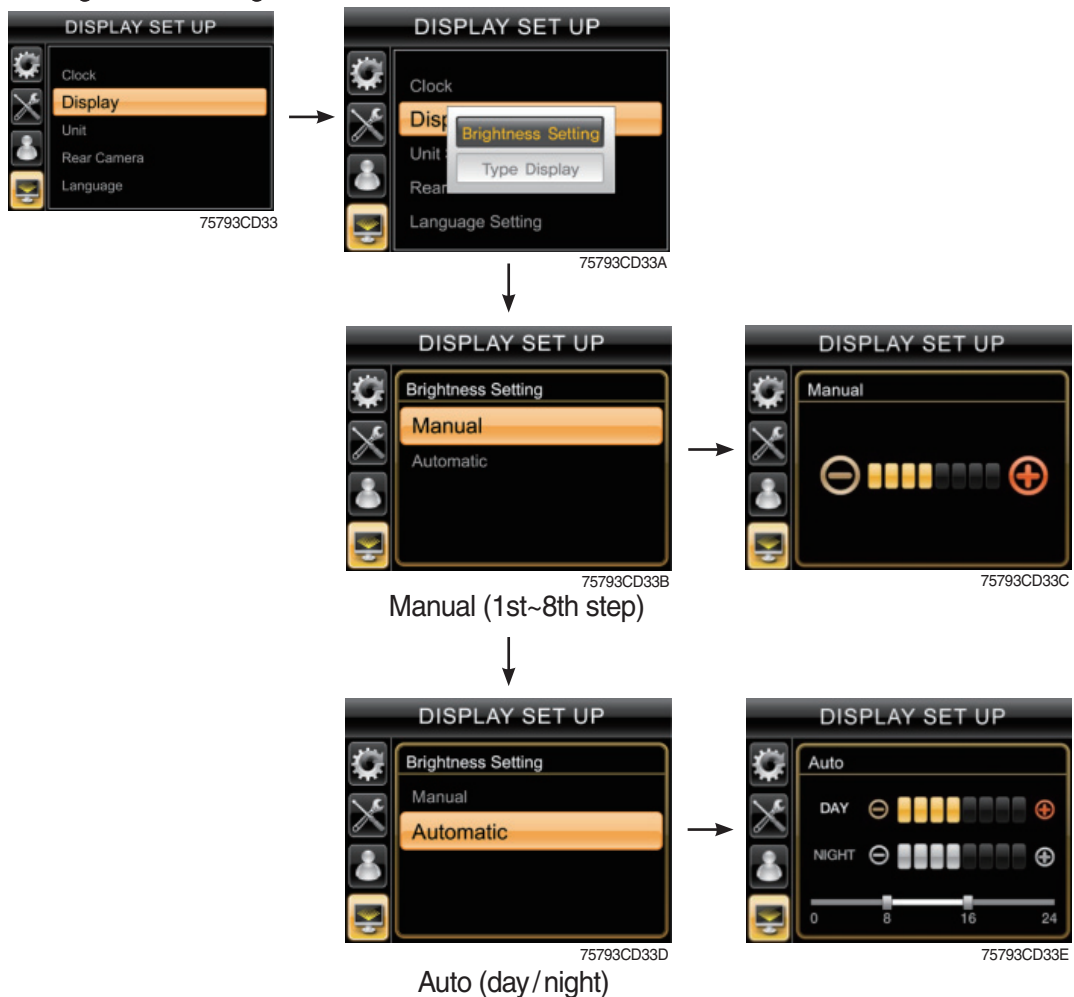 DISPLAY SET UP
Clock
Display
Unit
Rear Camera
Language
75793CD33
DISPLAY SET UP
Clock
Disp
Brightness Setting
Unit
Type Display
Rear
Language Setting
75793CD33A
DISPLAY SET UP
Brightness Setting
Manual
Automatic
75793CD33B
Manual (1st~8th step)
DISPLAY SET UP
Manual
75793CD33C
DISPLAY SET UP
Brightness Setting
Manual
Automatic
75793CD33D
Auto (day/night)
DISPLAY SET UP
Auto
DAY
NIGHT
0 8 16 24
75793CD33E